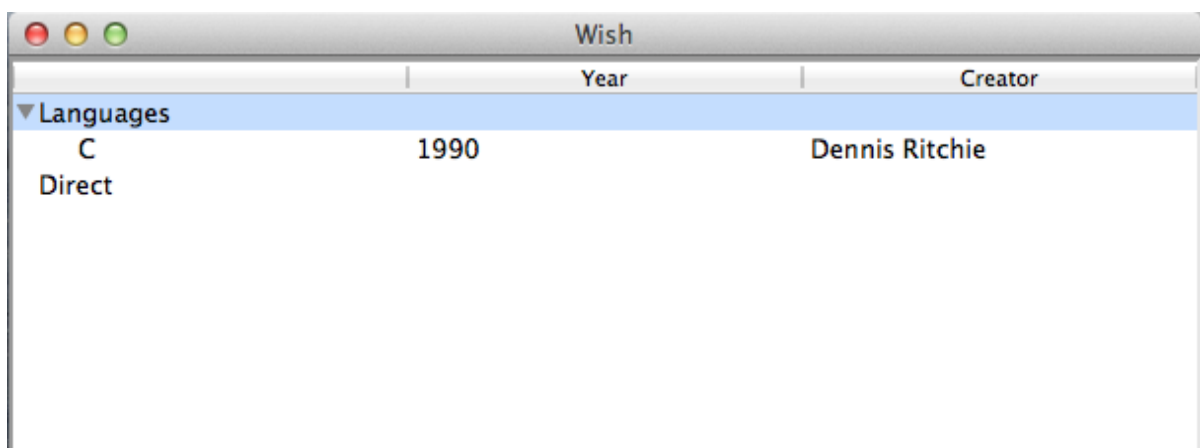 Wish
Year Creator
Languages
C 1990 Dennis Ritchie
Direct